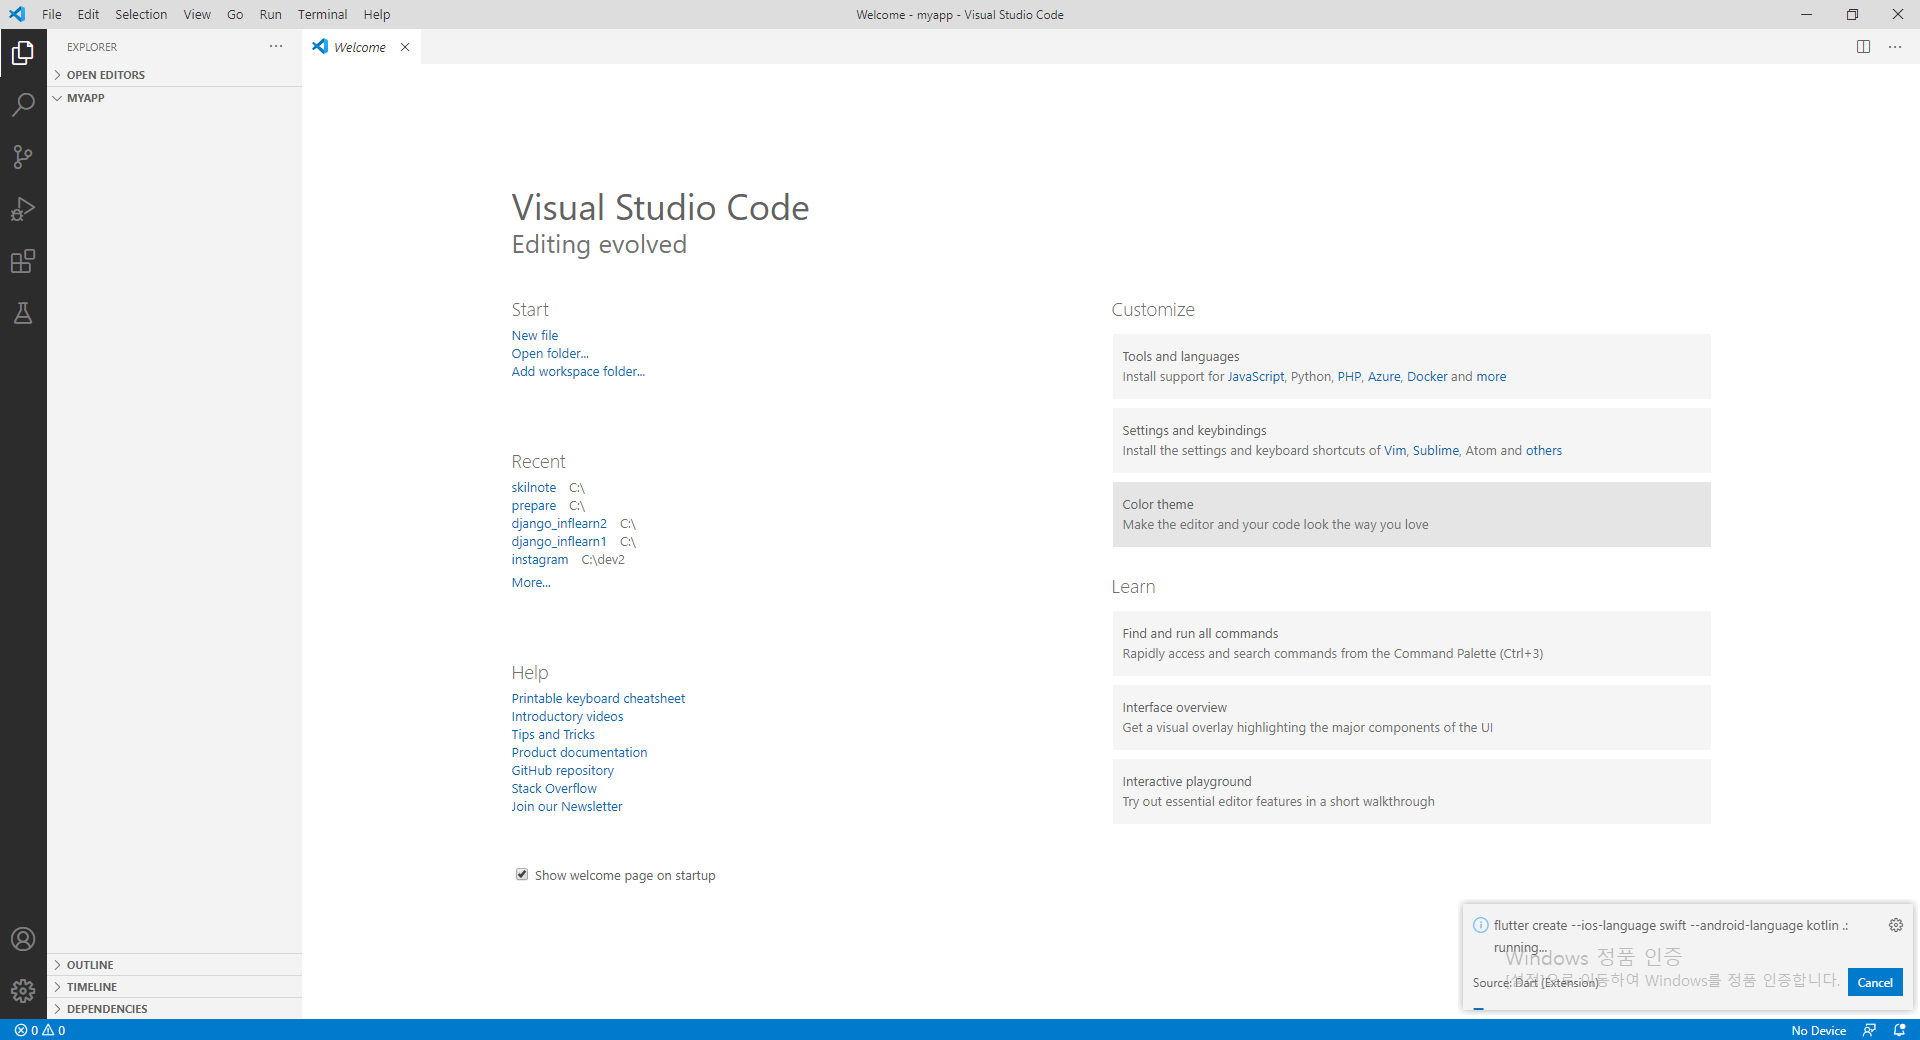 File Edit Selection View Go Run Terminal Help
Welcome - myapp - Visual Studio Code
EXPLORER
OPEN EDITORS
MYAPP
OUTLINE
TIMELINE
DEPENDENCIES
Welcome
Visual Studio Code
Editing evolved
Start
New file
Open folder...
Add workspace folder...
Recent
skilnote C:\
prepare C:\
django_inflearn2 C:\
django_inflearn1 C:\
instagram C:\dev2
More...
Help
Printable keyboard cheatsheet
Introductory videos
Tips and Tricks
Product documentation
GitHub repository
Stack Overflow
Join our Newsletter
Show welcome page on startup
Customize
Tools and languages
Install support for JavaScript, Python, PHP, Azure, Docker and more
Settings and keybindings
Install the settings and keyboard shortcuts of Vim, Sublime, Atom and others
Color theme
Make the editor and your code look the way you love
Learn
Find and run all commands
Rapidly access and search commands from the Command Palette (Ctrl+3)
Interface overview
Get a visual overlay highlighting the major components of the UI
Interactive playground
Try out essential editor features in a short walkthrough
flutter create --ios-language swift --android-language kotlin .:
running...
Windows 정품 인증
[설정]으로 이동하여 Windows를 정품 인증합니다.
Source: Dart (Extension)
Cancel
0 0
No Device